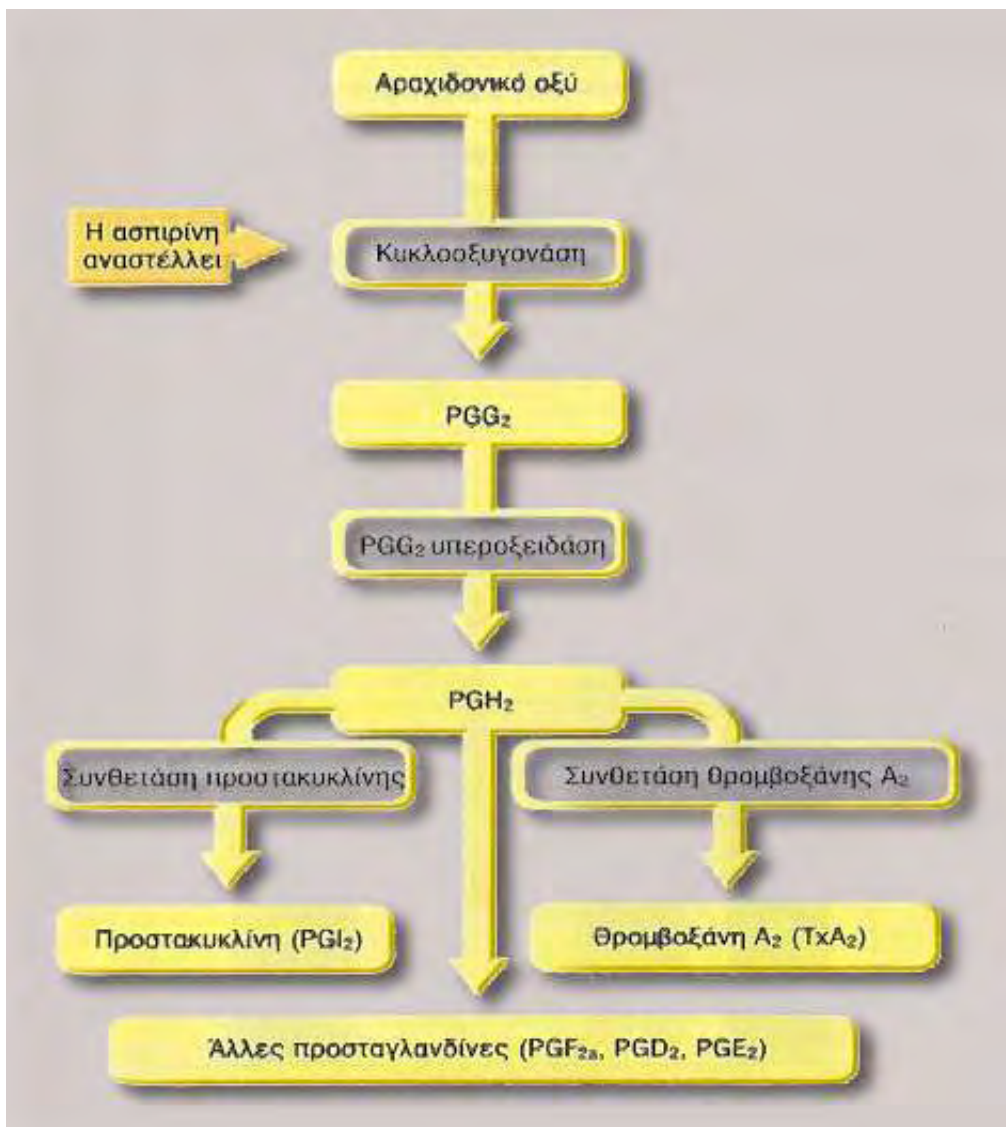 Αραχιδονικό οξύ
Η ασπιρίνη
αναστέλλει
Κυκλοοξυγονάση
PGG₂
PGG₂ υπεροξειδάση
PGH₂
Συνθετάση προστακυκλίνης
Συνθετάση θρομβοξάνης A₂
Προστακυκλίνη (PGI₂)
Θρομβοξάνη A₂ (TxA₂)
Άλλες προσταγλανδίνες (PGF₂ₐ, PGD₂, PGE₂)